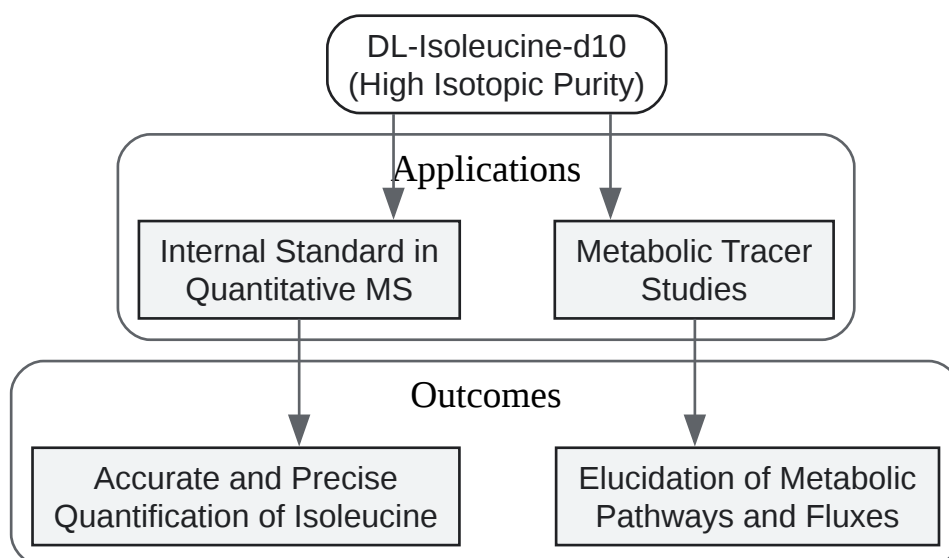 DL-Isoleucine-d10
(High Isotopic Purity)
Applications
Internal Standard in
Quantitative MS
Metabolic Tracer
Studies
Outcomes
Accurate and Precise
Quantification of Isoleucine
Elucidation of Metabolic
Pathways and Fluxes